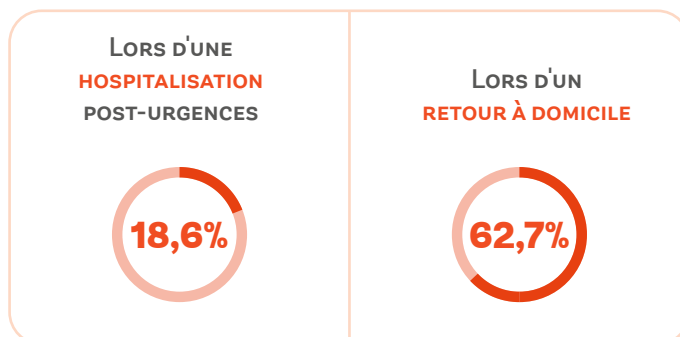 Lors d'une
hospitalisation
post-urgences
18,6%
Lors d'un
retour à domicile
62,7%